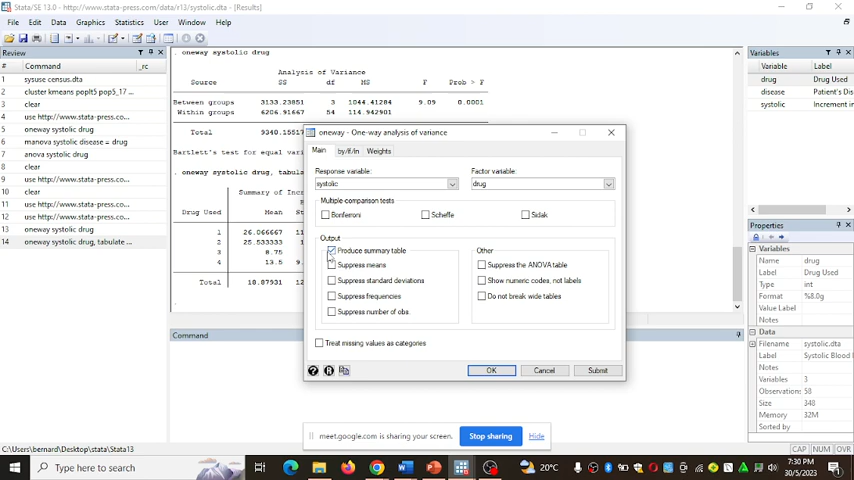 Stata/SE 13.0 - http://www.stata-press.com/data/r13/systolic.dta - [Results]
File Edit Data Graphics Statistics User Window Help
Review
# Command _rc
1 sysuse census.dta
2 cluster kmeans poplt5 pop5_17 ...
3 clear
4 use http://www.stata-press.co...
5 oneway systolic drug
6 manova systolic disease = drug
7 anova systolic drug
8 clear
9 use http://www.stata-press.co...
10 clear
11 use http://www.stata-press.co...
12 use http://www.stata-press.co...
13 oneway systolic drug
14 oneway systolic drug, tabulate ...
. oneway systolic drug
Analysis of Variance
Source SS df MS F Prob > F
Between groups 3133.23851 3 1044.41284 9.09 0.0001
Within groups 6206.91667 54 114.942901
Total 9340.15517
Bartlett's test for equal vari
. oneway systolic drug, tabula
Summary of Incr
Drug Used Mean St
1 26.066667 11
2 25.533333
3 8.75
4 13.5 9.
Total 18.87931 12
.
Command
oneway - One-way analysis of variance
Main by/if/in Weights
Response variable: Factor variable:
systolic drug
Multiple-comparison tests
Bonferroni Scheffe Sidak
Output
Produce summary table
Suppress means
Suppress standard deviations
Suppress frequencies
Suppress number of obs.
Other
Suppress the ANOVA table
Show numeric codes, not labels
Do not break wide tables
Treat missing values as categories
OK Cancel Submit
Variables
Variable Label
drug Drug Used
disease Patient's Dis
systolic Increment in
Properties
Variables
Name drug
Label Drug Used
Type int
Format %8.0g
Value Label
Notes
Data
Filename systolic.dta
Label Systolic Blood
Notes
Variables 3
Observations 58
Size 348
Memory 32M
Sorted by
meet.google.com is sharing your screen. Stop sharing Hide
C:\Users\bernard\Desktop\stata\Stata13
CAP NUM OVR
Type here to search
20°C
7:30 PM
30/5/2023